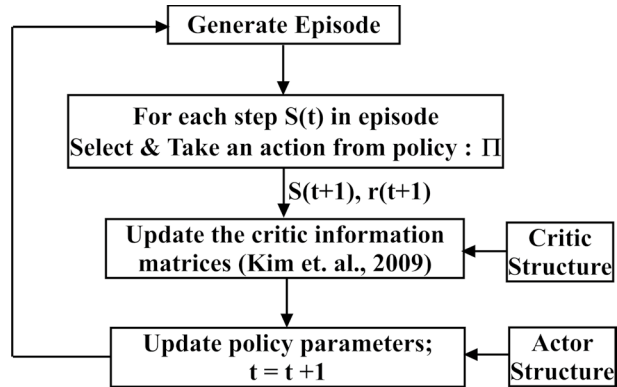 Generate Episode
For each step S(t) in episode
Select & Take an action from policy : Π
S(t+1), r(t+1)
Update the critic information
matrices (Kim et. al., 2009)
Critic
Structure
Update policy parameters;
t = t +1
Actor
Structure